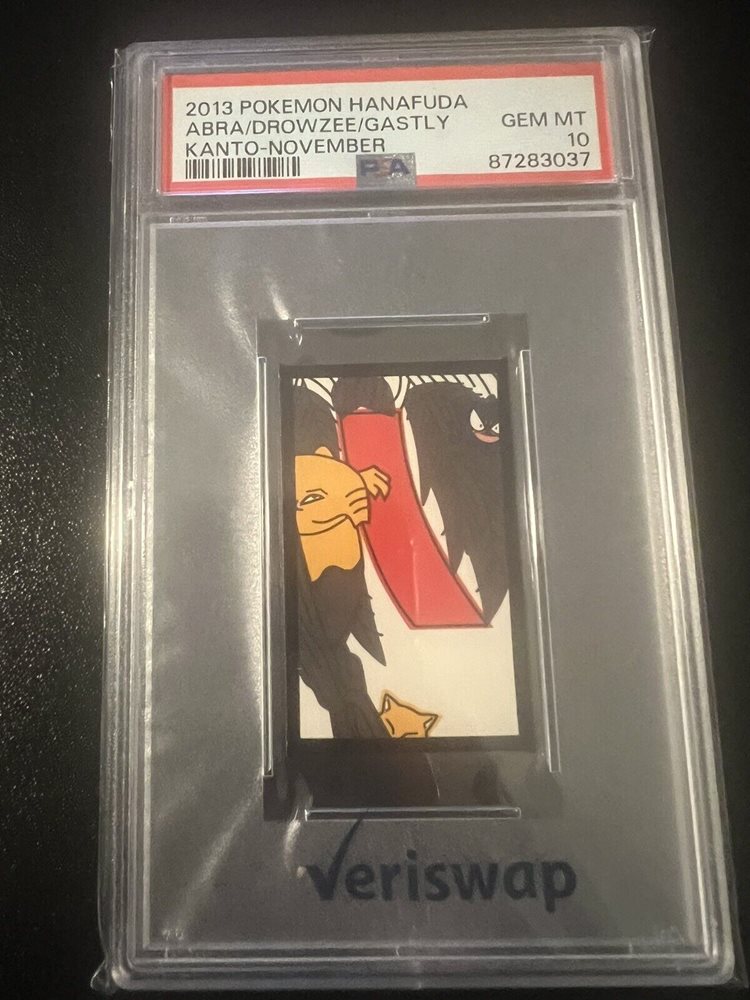 2013 POKEMON HANAFUDA
ABRA/DROWZEE/GASTLY GEM MT
KANTO-NOVEMBER 10
PSA 87283037
Veriswap